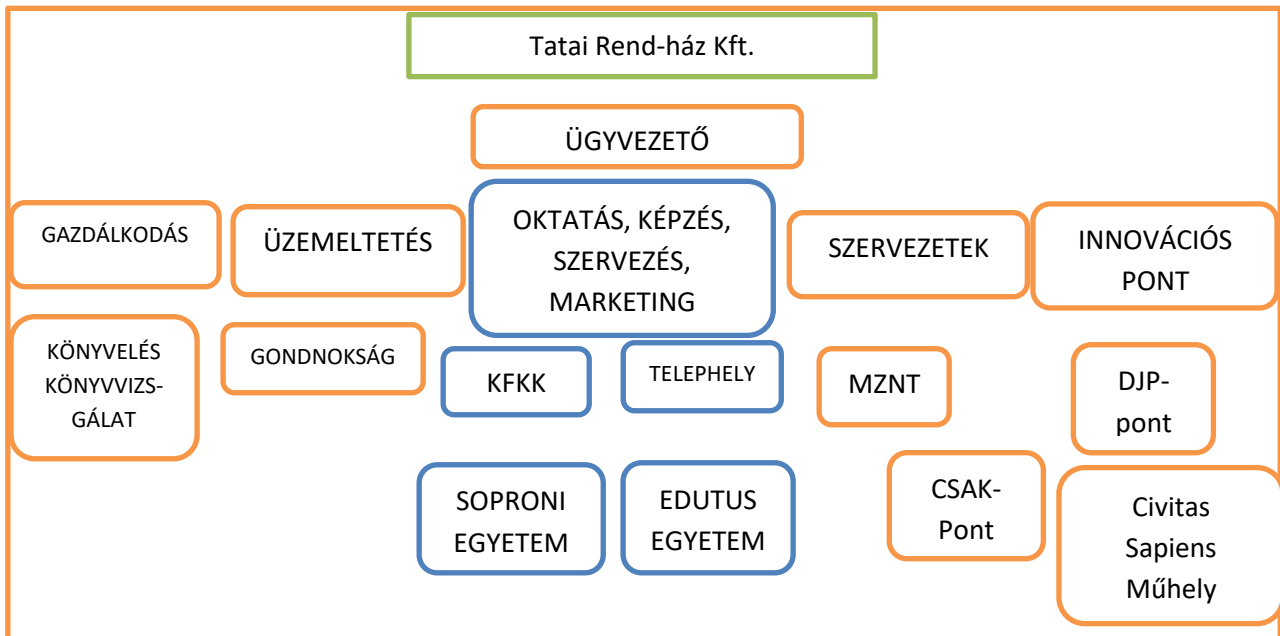 Tatai Rend-ház Kft.
ÜGYVEZETŐ
GAZDÁLKODÁS
ÜZEMELTETÉS
OKTATÁS, KÉPZÉS,
SZERVEZÉS,
MARKETING
SZERVEZETEK
INNOVÁCIÓS
PONT
KÖNYVELÉS
KÖNYVVIZS-
GÁLAT
GONDNOKSÁG
KFKK
TELEPHELY
MZNT
DJP-
pont
SOPRONI
EGYETEM
EDUTUS
EGYETEM
CSAK-
Pont
Civitas
Sapiens
Műhely